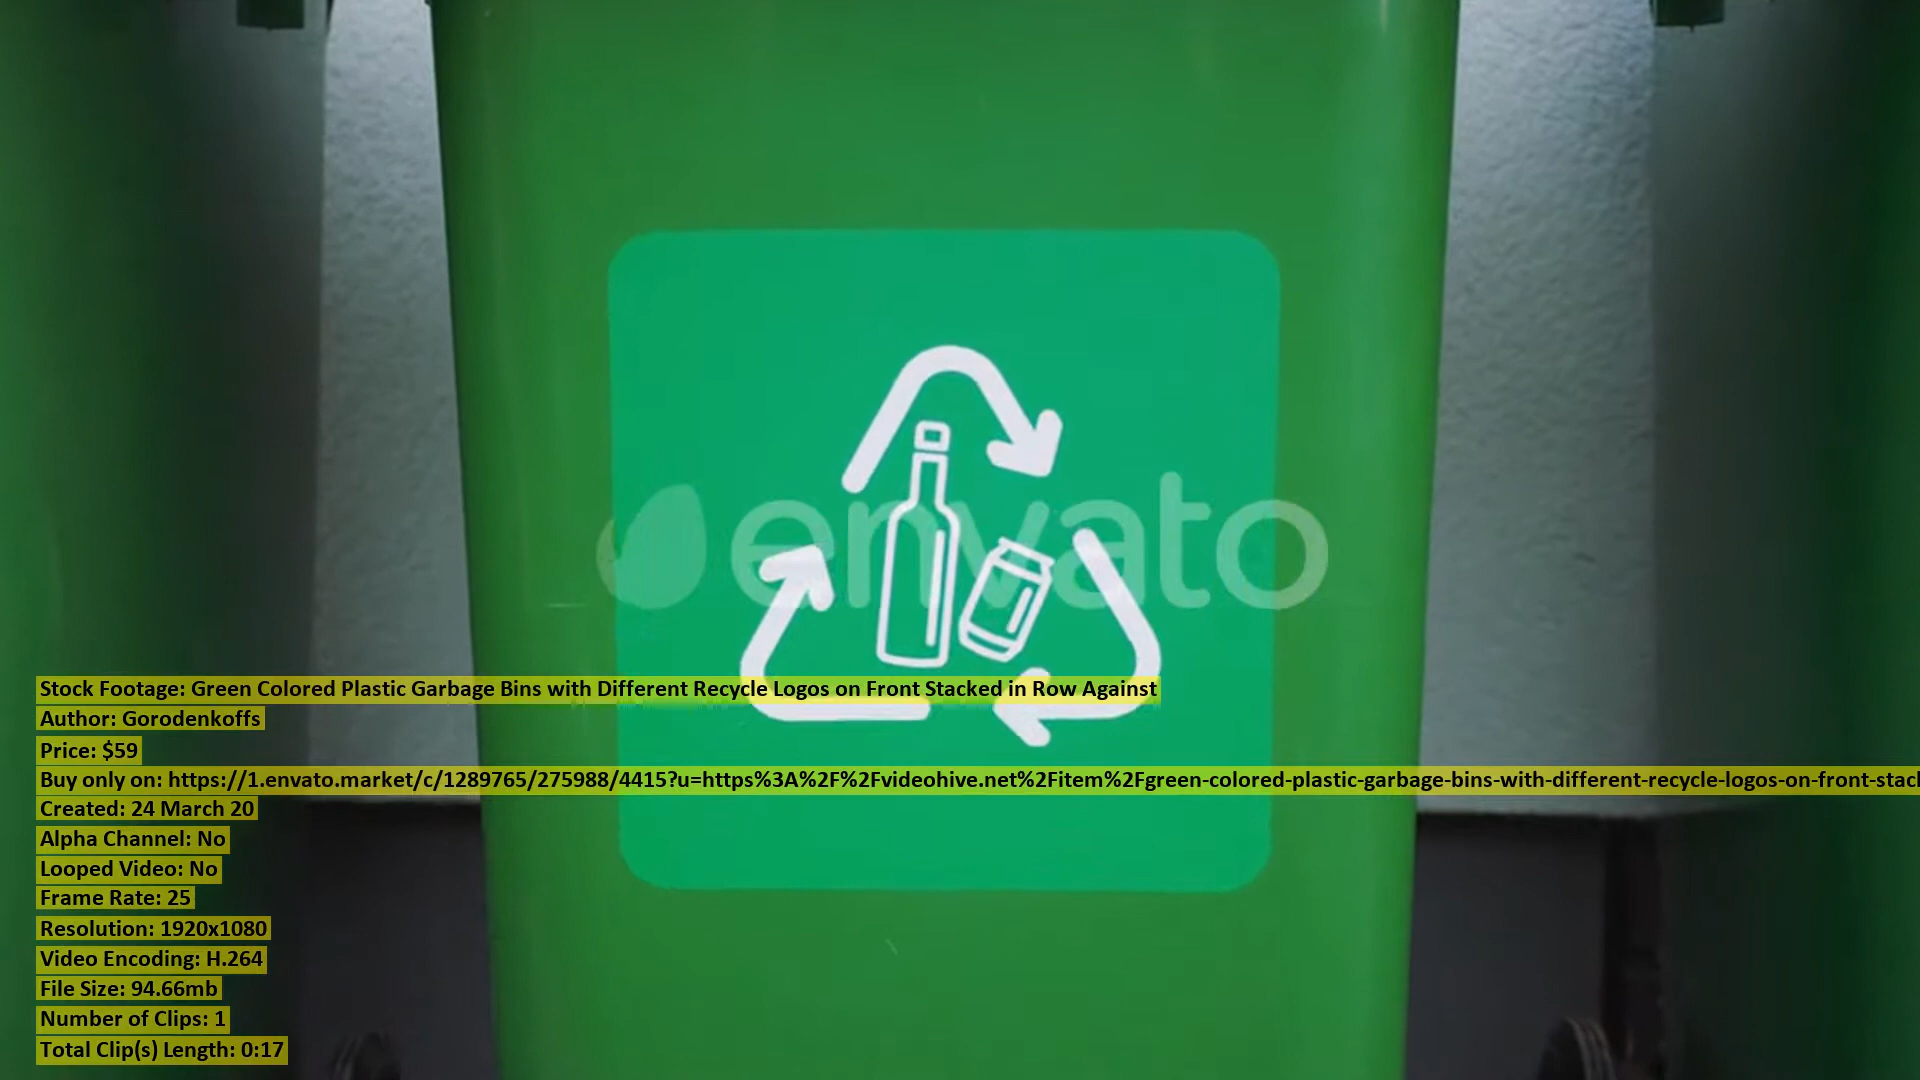 envato
Stock Footage: Green Colored Plastic Garbage Bins with Different Recycle Logos on Front Stacked in Row Against
Author: Gorodenkoffs
Price: $59
Buy only on: https://1.envato.market/c/1289765/275988/4415?u=https%3A%2F%2Fvideohive.net%2Fitem%2Fgreen-colored-plastic-garbage-bins-with-different-recycle-logos-on-front-stack
Created: 24 March 20
Alpha Channel: No
Looped Video: No
Frame Rate: 25
Resolution: 1920x1080
Video Encoding: H.264
File Size: 94.66mb
Number of Clips: 1
Total Clip(s) Length: 0:17